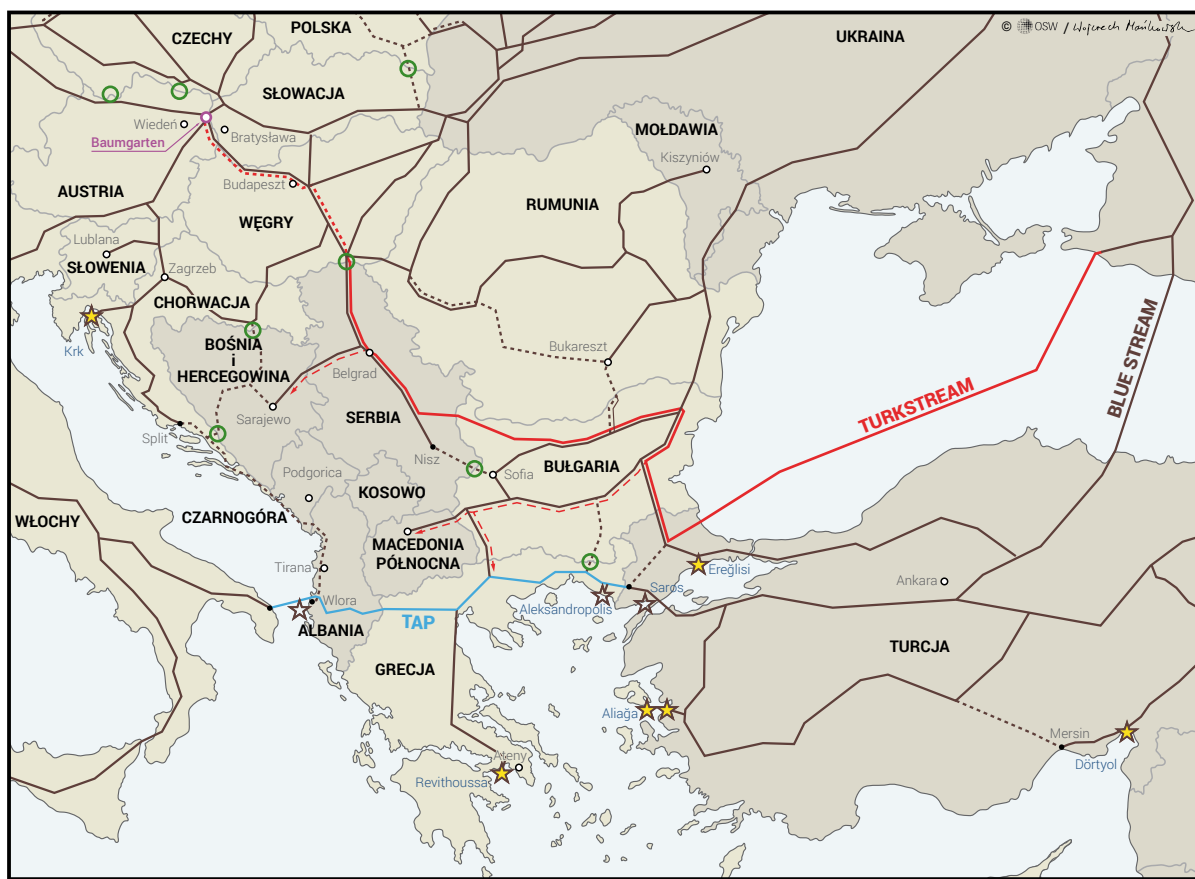 POLSKA
© OSW / Wojciech Mańkowski
CZECHY
UKRAINA
SŁOWACJA
Wiedeń
Bratysława
MOŁDAWIA
Baumgarten
Kiszyniów
AUSTRIA
Budapeszt
RUMUNIA
WĘGRY
Lublana
SŁOWENIA
Zagrzeb
CHORWACJA
Krk
BOŚNIA
i
HERCEGOWINA
Bukareszt
Belgrad
BLUE STREAM
TURKSTREAM
Sarajewo
SERBIA
Split
Nisz
Sofia
BUŁGARIA
Podgorica
KOSOWO
WŁOCHY
CZARNOGÓRA
MACEDONIA
PÓŁNOCNA
Tirana
Ereğlisi
Ankara
Saros
Wlora
Aleksandropolis
ALBANIA
TAP
GRECJA
TURCJA
Aliağa
Mersin
Ateny
Revithoussa
Dörtyol